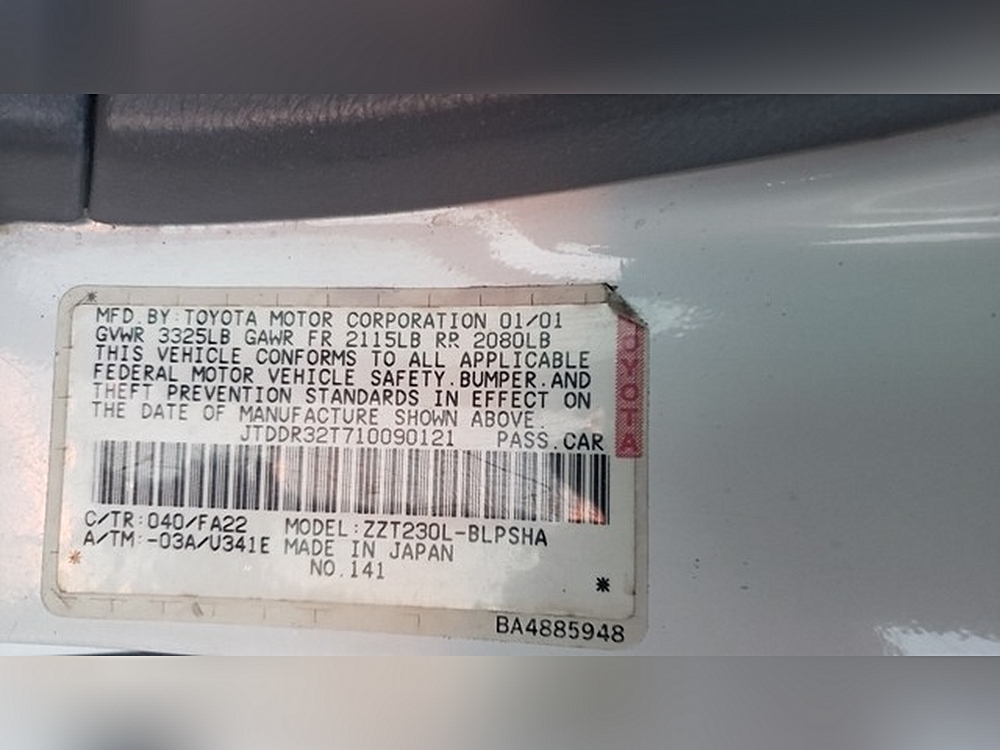 MFD.BY:TOYOTA MOTOR CORPORATION 01/01
GVWR 3325LB GAWR FR 2115LB RR 2080LB
THIS VEHICLE CONFORMS TO ALL APPLICABLE
FEDERAL MOTOR VEHICLE SAFETY.BUMPER.AND
THEFT PREVENTION STANDARDS IN EFFECT ON
THE DATE OF MANUFACTURE SHOWN ABOVE.
JTDDR32T710090121 PASS.CAR
TOYOTA
C/TR:040/FA22 MODEL:ZZT230L-BLPSHA
A/TM:-03A/U341E MADE IN JAPAN
NO.141
BA4885948